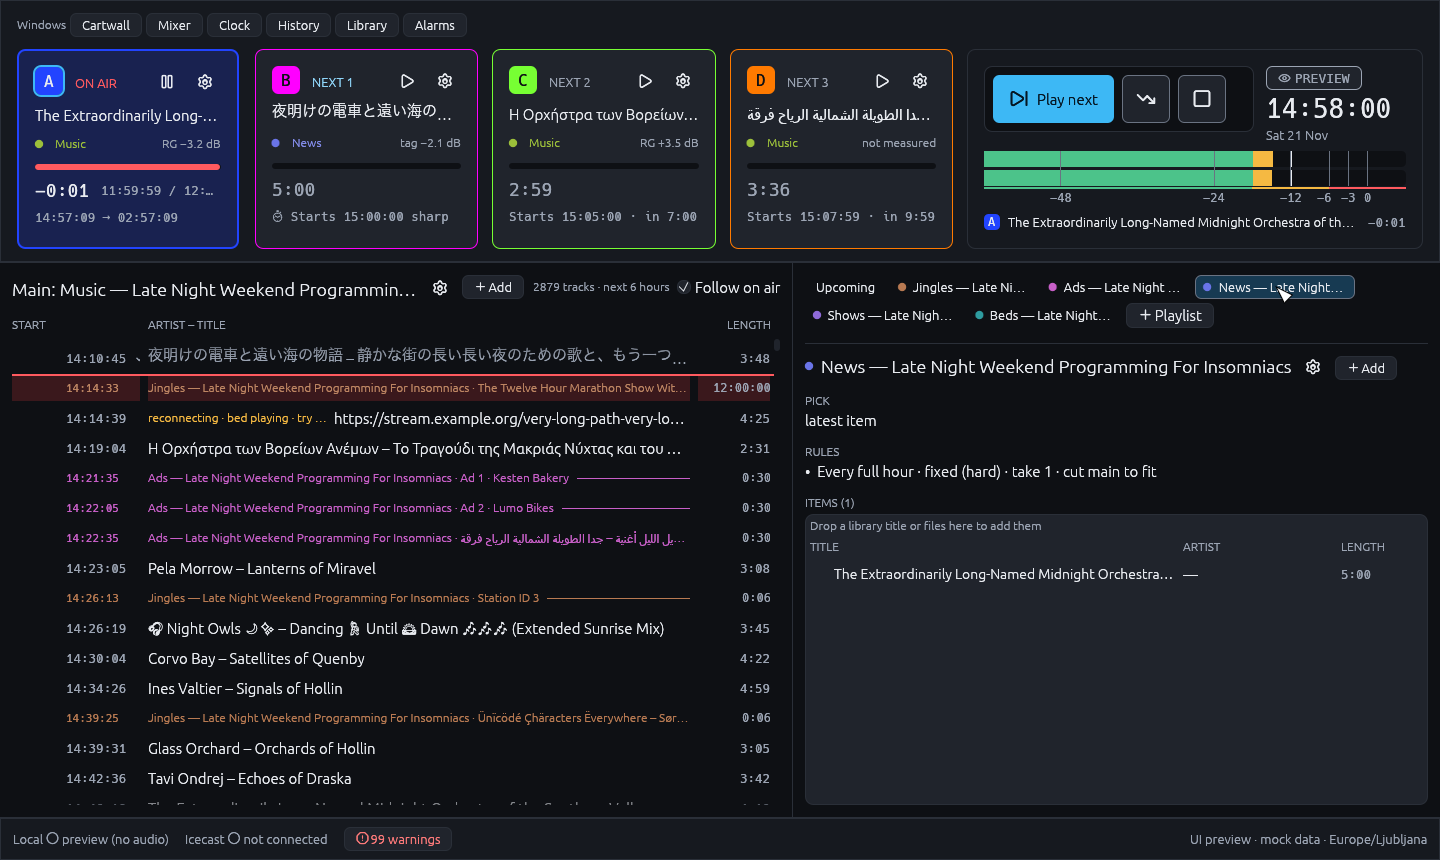 Windows Cartwall Mixer Clock History Library Alarms
A ON AIR
The Extraordinarily Long-…
Music RG −3.2 dB
−0:01 11:59:59 / 12:…
14:57:09 → 02:57:09
B NEXT 1
夜明けの電車と遠い海の…
News tag −2.1 dB
5:00
Starts 15:00:00 sharp
C NEXT 2
Η Ορχήστρα των Βορείων…
Music RG +3.5 dB
2:59
Starts 15:05:00 · in 7:00
D NEXT 3
جدا الطويلة الشمالية الرياح فرقة…
Music not measured
3:36
Starts 15:07:59 · in 9:59
Play next
PREVIEW
14:58:00
Sat 21 Nov
−48 −24 −12 −6 −3 0
A The Extraordinarily Long-Named Midnight Orchestra of th… −0:01
Main: Music — Late Night Weekend Programmin… + Add 2879 tracks · next 6 hours Follow on air
START ARTIST – TITLE LENGTH
14:10:45 夜明けの電車と遠い海の物語 – 静かな街の長い長い夜のための歌と、もう一つ… 3:48
14:14:33 Jingles — Late Night Weekend Programming For Insomniacs · The Twelve Hour Marathon Show Wit… 12:00:00
14:14:39 reconnecting · bed playing · try … https://stream.example.org/very-long-path-very-lo… 4:25
14:19:04 Η Ορχήστρα των Βορείων Ανέμων – Το Τραγούδι της Μακριάς Νύχτας και του … 2:31
14:21:35 Ads — Late Night Weekend Programming For Insomniacs · Ad 1 · Kesten Bakery 0:30
14:22:05 Ads — Late Night Weekend Programming For Insomniacs · Ad 2 · Lumo Bikes 0:30
14:22:35 Ads — Late Night Weekend Programming For Insomniacs · يل الليل أغنية – جدا الطويلة الشمالية الرياح فرقة… 0:30
14:23:05 Pela Morrow – Lanterns of Miravel 3:08
14:26:13 Jingles — Late Night Weekend Programming For Insomniacs · Station ID 3 0:06
14:26:19 🎧 Night Owls 🌙✨ – Dancing 💃 Until 🌅 Dawn 🎶🎶🎶 (Extended Sunrise Mix) 3:45
14:30:04 Corvo Bay – Satellites of Quenby 4:22
14:34:26 Ines Valtier – Signals of Hollin 4:59
14:39:25 Jingles — Late Night Weekend Programming For Insomniacs · Ünïcödé Çhäracters Ëverywhere – Sør… 0:06
14:39:31 Glass Orchard – Orchards of Hollin 3:05
14:42:36 Tavi Ondrej – Echoes of Draska 3:42
Upcoming Jingles — Late Ni… Ads — Late Night … News — Late Night…
Shows — Late Nigh… Beds — Late Night… + Playlist
News — Late Night Weekend Programming For Insomniacs + Add
PICK
latest item
RULES
• Every full hour · fixed (hard) · take 1 · cut main to fit
ITEMS (1)
Drop a library title or files here to add them
TITLE ARTIST LENGTH
The Extraordinarily Long-Named Midnight Orchestra… — 5:00
Local preview (no audio) Icecast not connected 99 warnings UI preview · mock data · Europe/Ljubljana